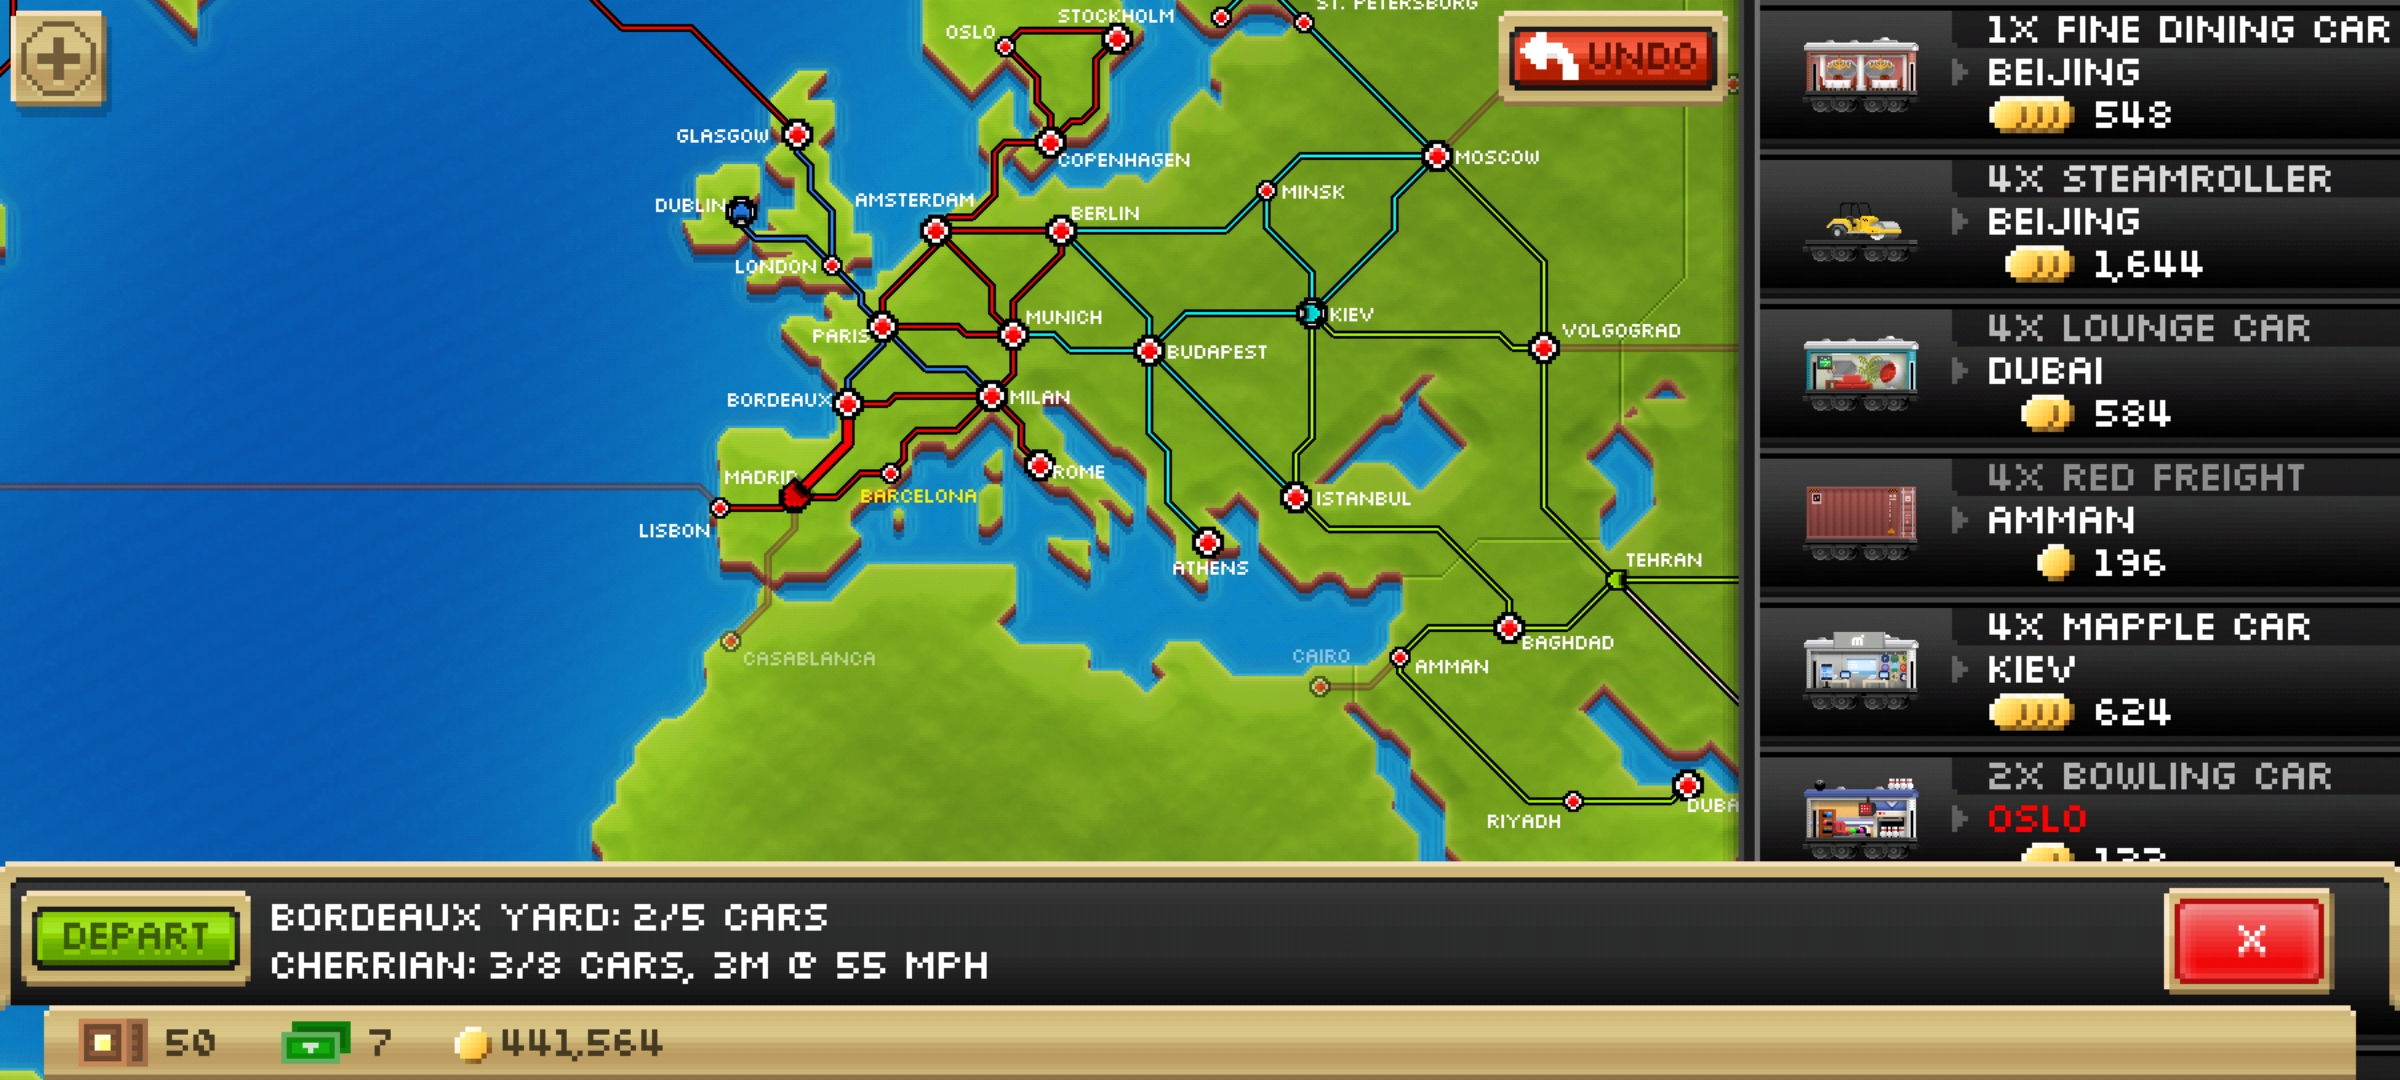 ST. PETERSBURG
STOCKHOLM
OSLO
UNDO
GLASGOW
COPENHAGEN
MOSCOW
MINSK
DUBLIN
AMSTERDAM
BERLIN
LONDON
MUNICH
KIEV
VOLGOGRAD
PARIS
BUDAPEST
BORDEAUX
MILAN
MADRID
ROME
BARCELONA
ISTANBUL
LISBON
ATHENS
TEHRAN
CASABLANCA
CAIRO
BAGHDAD
AMMAN
RIYADH
DUBA
1X FINE DINING CAR
BEIJING
548
4X STEAMROLLER
BEIJING
1,644
4X LOUNGE CAR
DUBAI
584
4X RED FREIGHT
AMMAN
196
4X MAPPLE CAR
KIEV
624
2X BOWLING CAR
OSLO
DEPART
BORDEAUX YARD: 2/5 CARS
CHERRIAN: 3/8 CARS, 3M @ 55 MPH
X
50
7
441,564